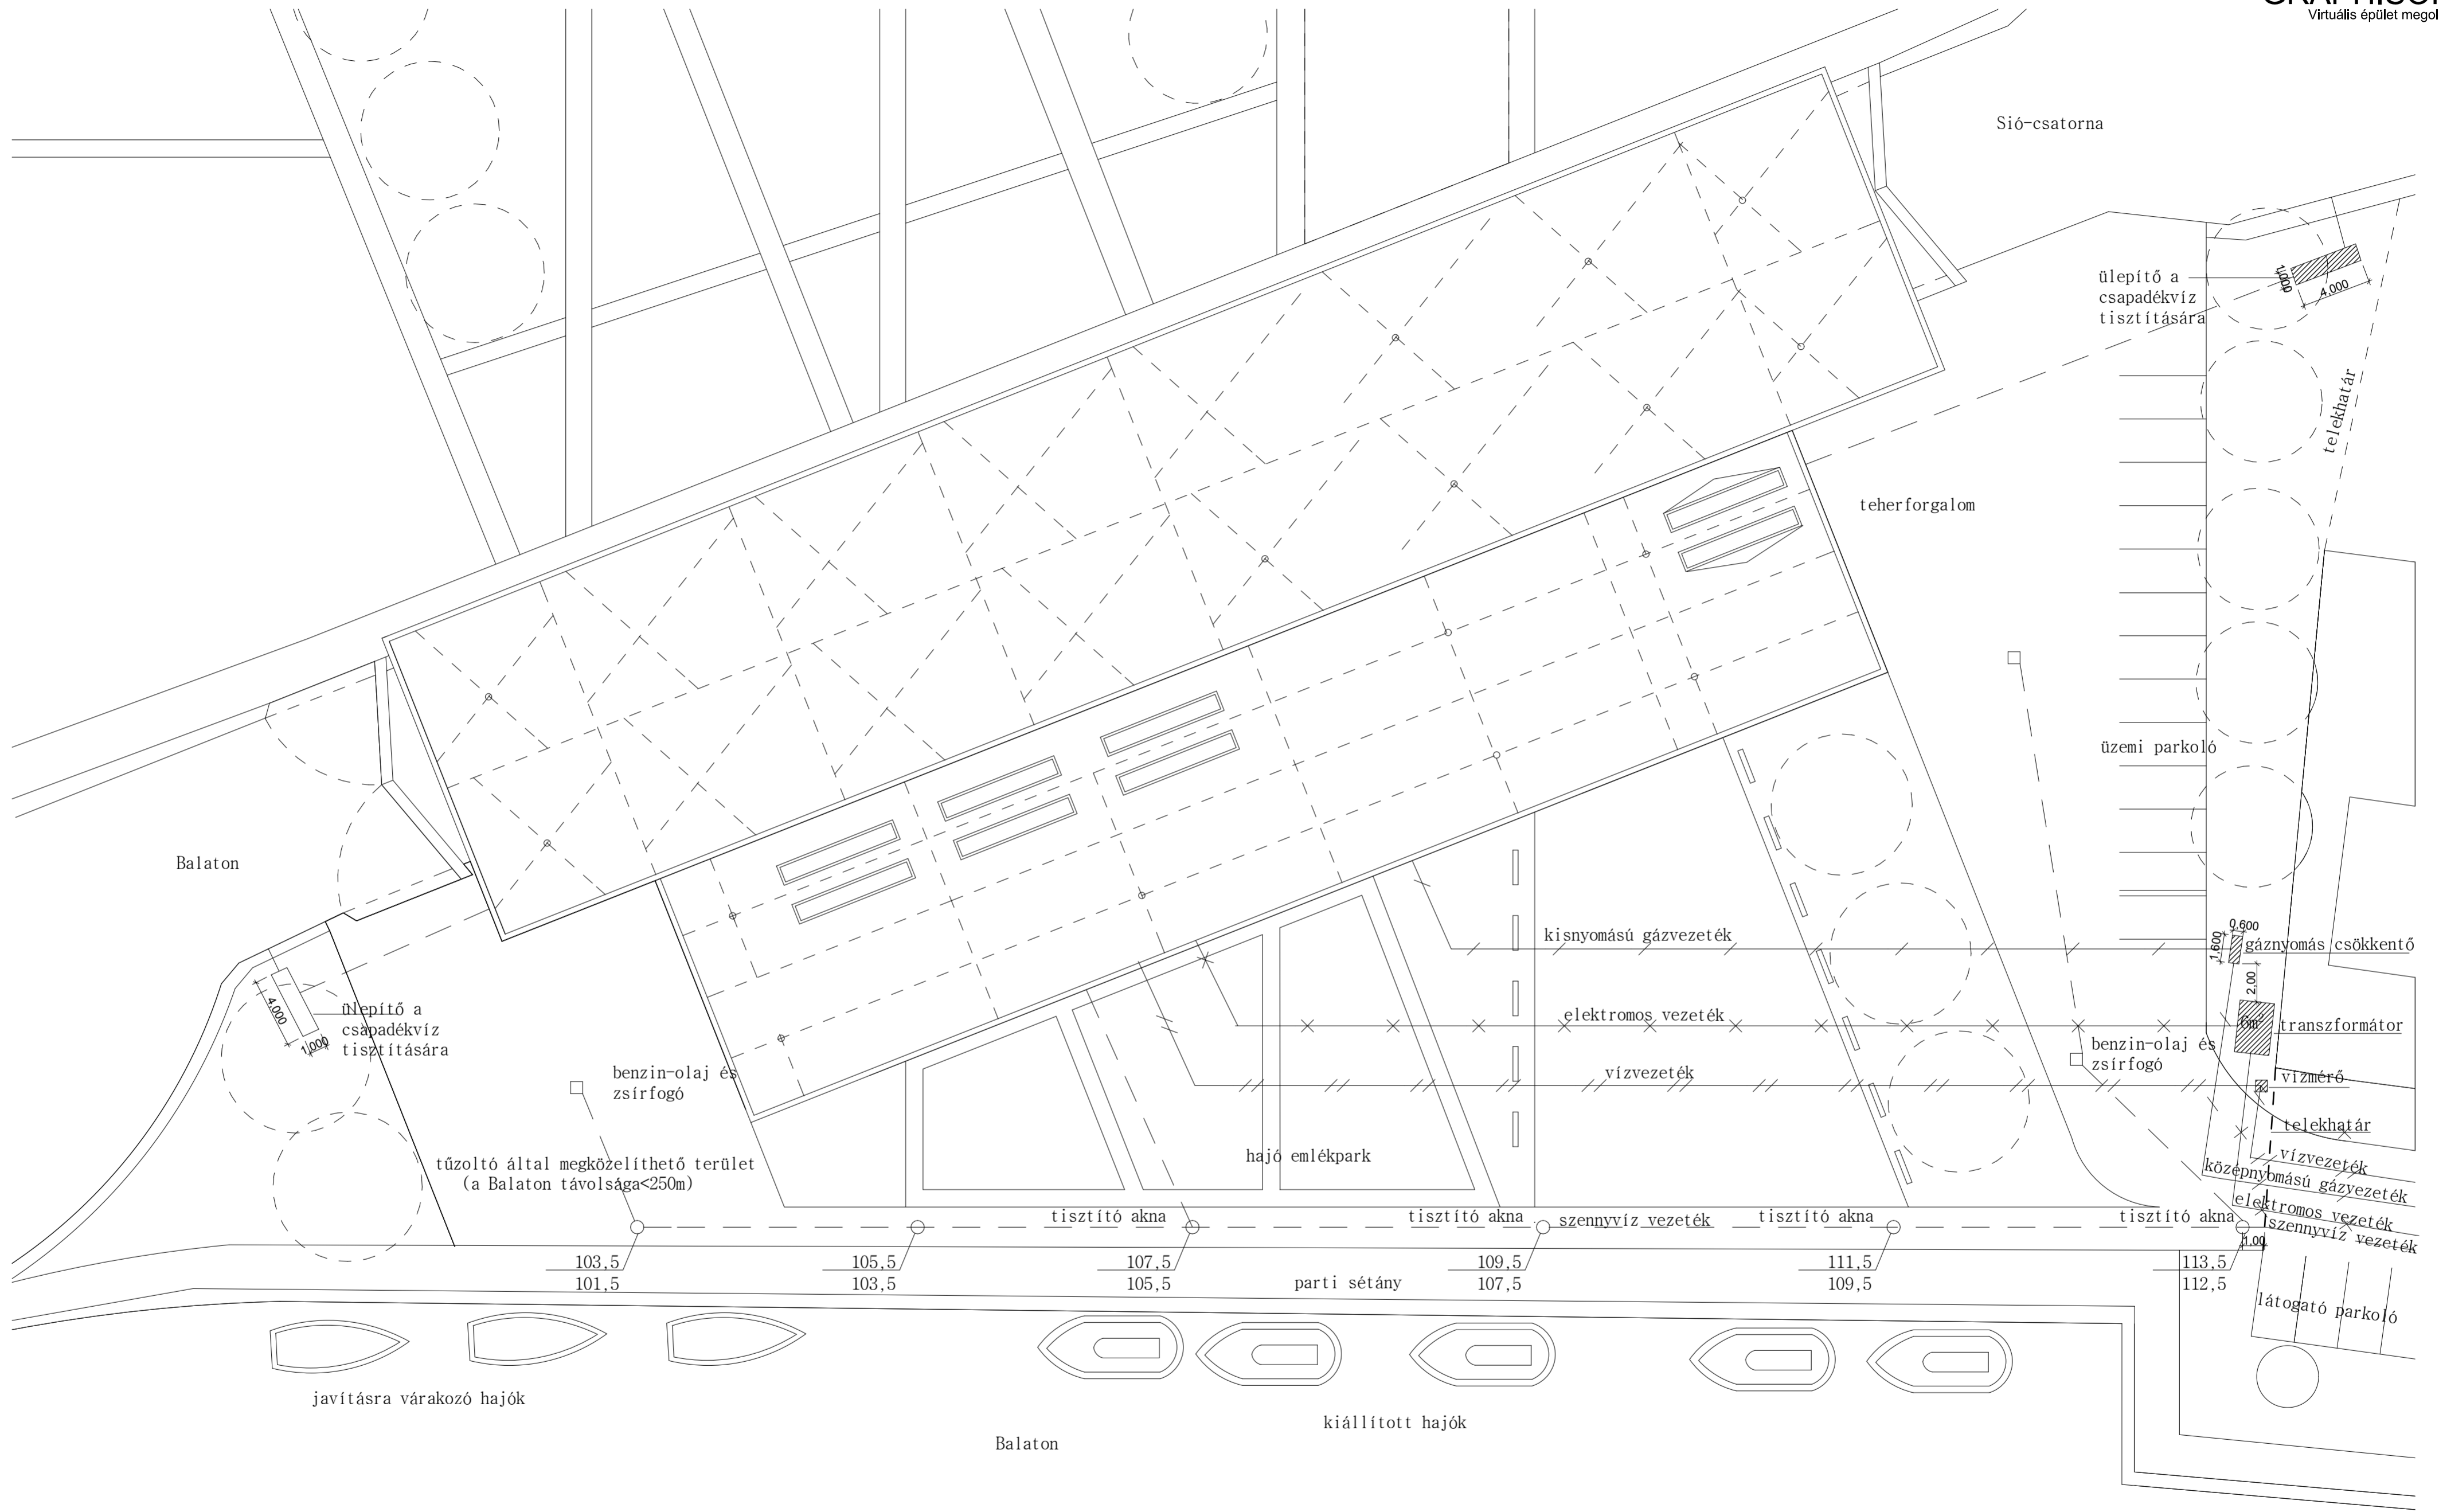 Virtuális épület megol
Sió-csatorna
ülepítő a
csapadékvíz
tisztítására
1,000
4,000
telekhatár
teherforgalom
üzemi parkoló
Balaton
kisnyomású gázvezeték
0,600
1,600
gáznyomás csökkentő
2,00
elektromos vezeték
6m²
transzformátor
ülepítő a
csapadékvíz
tisztítására
4,000
1,000
benzin-olaj és
zsírfogó
benzin-olaj és
zsírfogó
vízvezeték
vízmérő
telekhatár
tűzoltó által megközelíthető terület
(a Balaton távolsága<250m)
hajó emlékpark
vízvezeték
középnyomású gázvezeték
elektromos vezeték
szennyvíz vezeték
tisztító akna
tisztító akna
szennyvíz vezeték
tisztító akna
tisztító akna
1,00
103,5
101,5
105,5
103,5
107,5
105,5
109,5
107,5
111,5
109,5
113,5
112,5
parti sétány
látogató parkoló
javításra várakozó hajók
kiállított hajók
Balaton